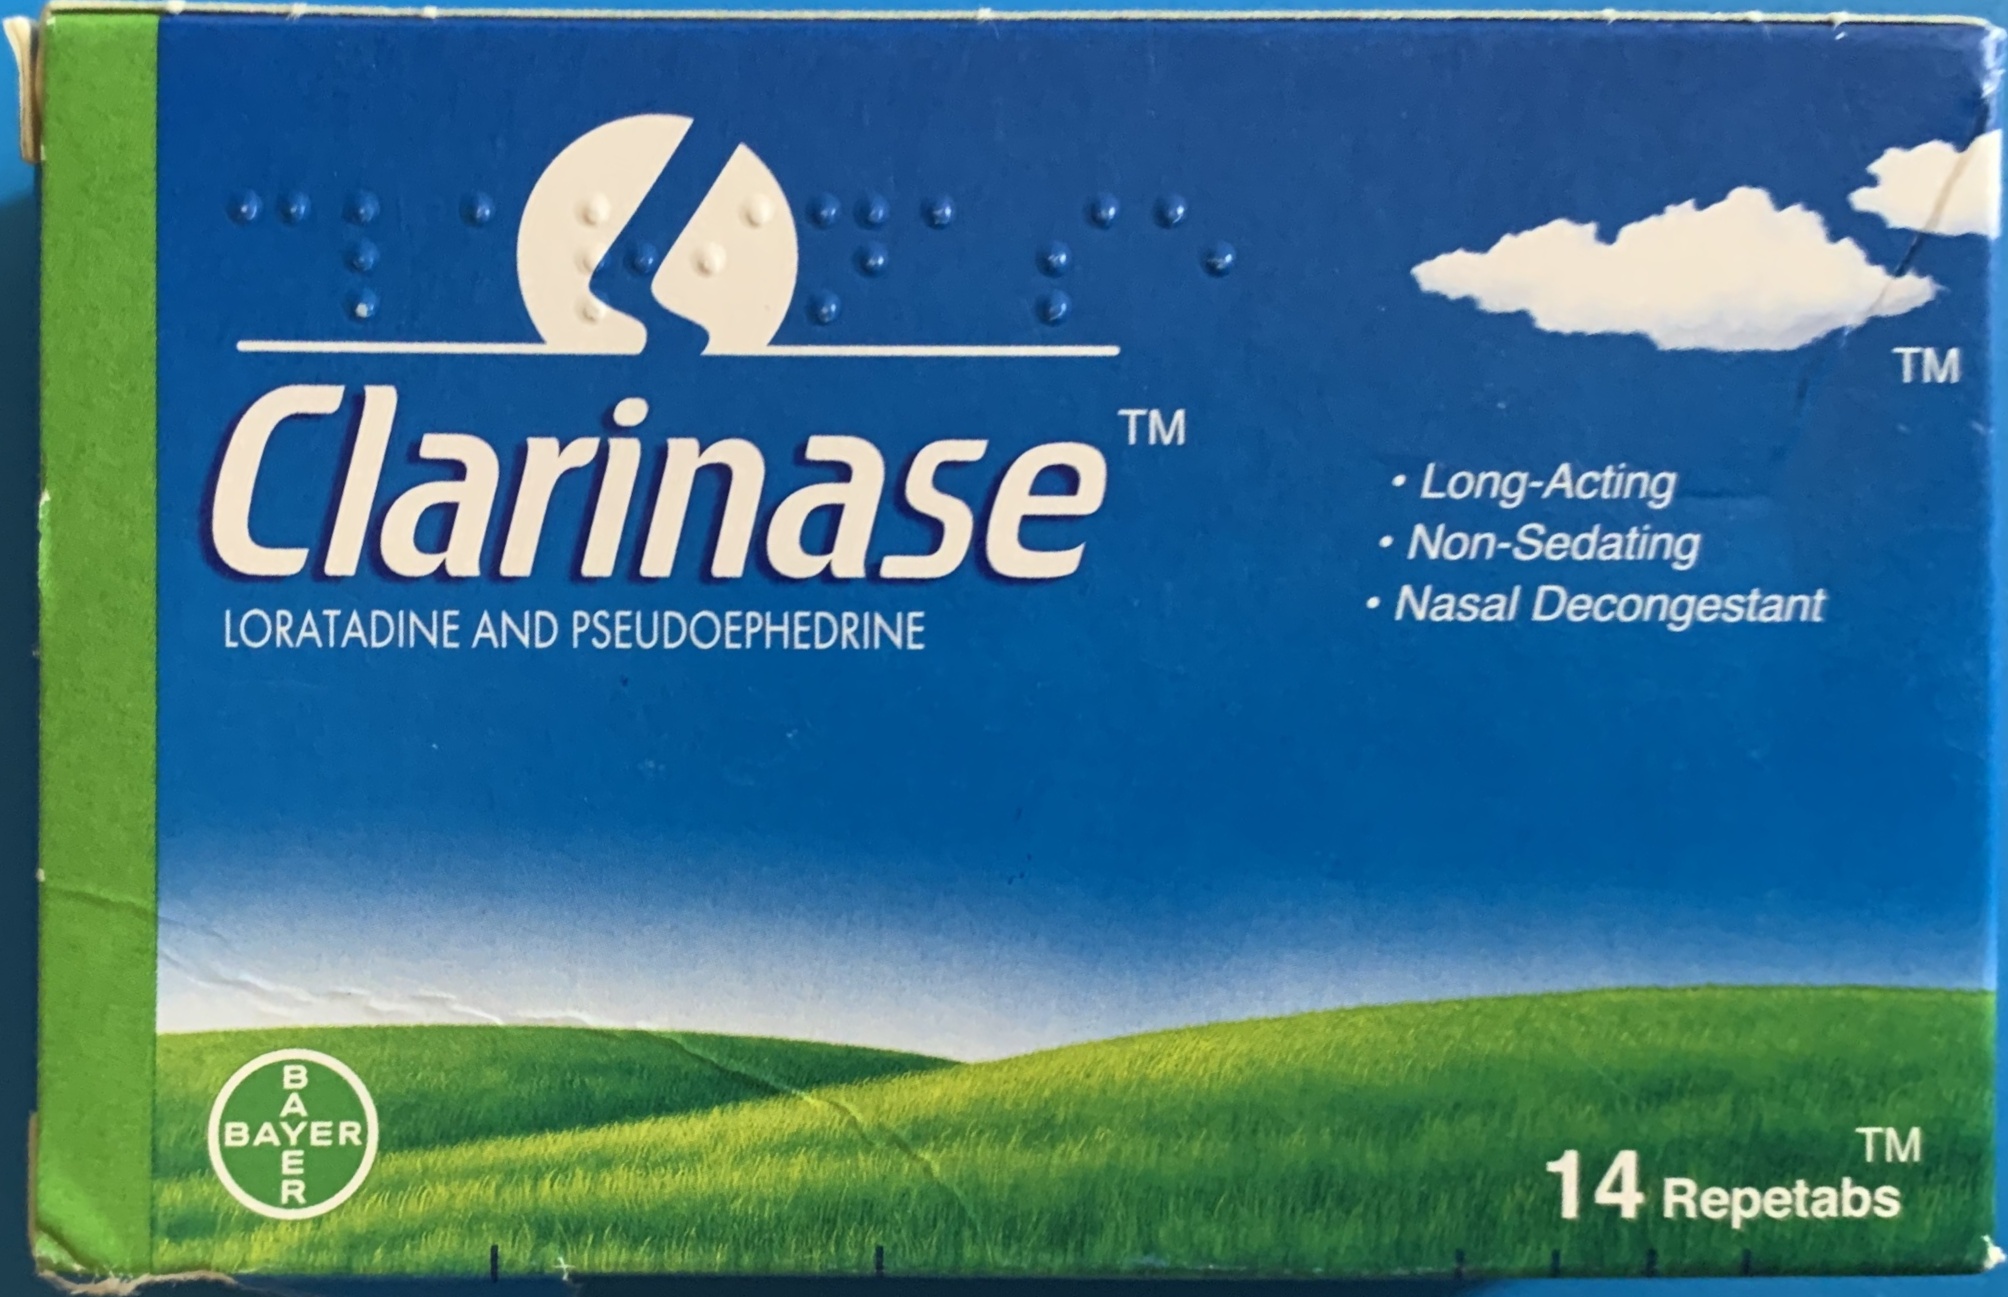 ⠉⠇⠁⠗⠊⠝⠁⠎⠑
Clarinase™
LORATADINE AND PSEUDOEPHEDRINE
TM
• Long-Acting
• Non-Sedating
• Nasal Decongestant
BAYER
BAYER
14 Repetabs™